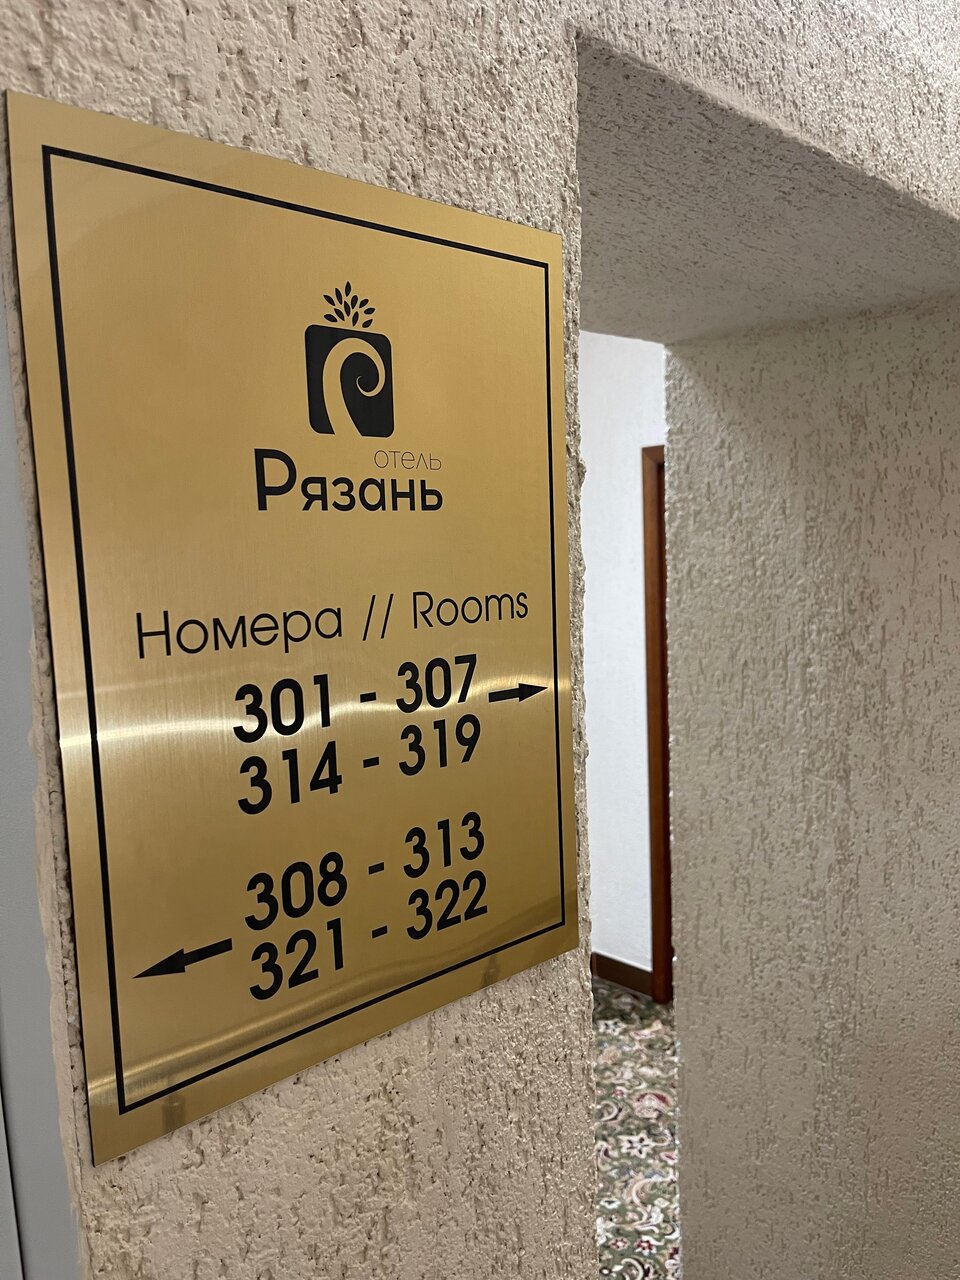 отель
Рязань
Номера // Rooms
301 - 307 →
314 - 319
308 - 313
← 321 - 322